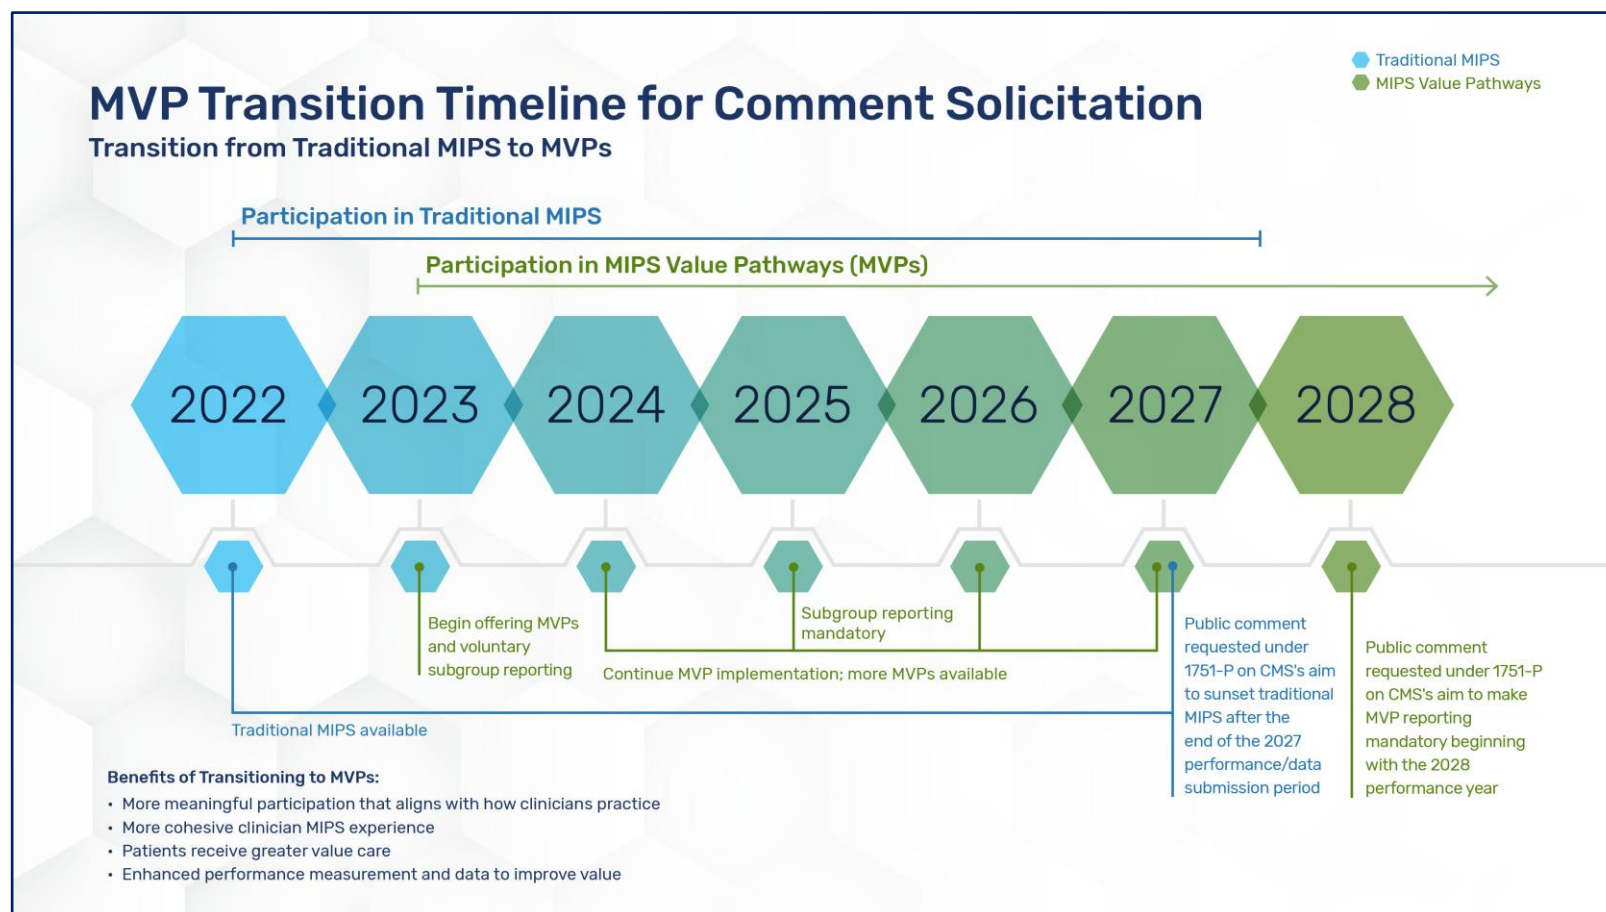 Traditional MIPS
MIPS Value Pathways
MVP Transition Timeline for Comment Solicitation
Transition from Traditional MIPS to MVPs
Participation in Traditional MIPS
Participation in MIPS Value Pathways (MVPs)
2022
2023
2024
2025
2026
2027
2028
Begin offering MVPs
and voluntary
subgroup reporting
Subgroup reporting
mandatory
Continue MVP implementation; more MVPs available
Traditional MIPS available
Public comment
requested under
1751-P on CMS's aim
to sunset traditional
MIPS after the
end of the 2027
performance/data
submission period
Public comment
requested under 1751-P
on CMS's aim to make
MVP reporting
mandatory beginning
with the 2028
performance year
Benefits of Transitioning to MVPs:
• More meaningful participation that aligns with how clinicians practice
• More cohesive clinician MIPS experience
• Patients receive greater value care
• Enhanced performance measurement and data to improve value